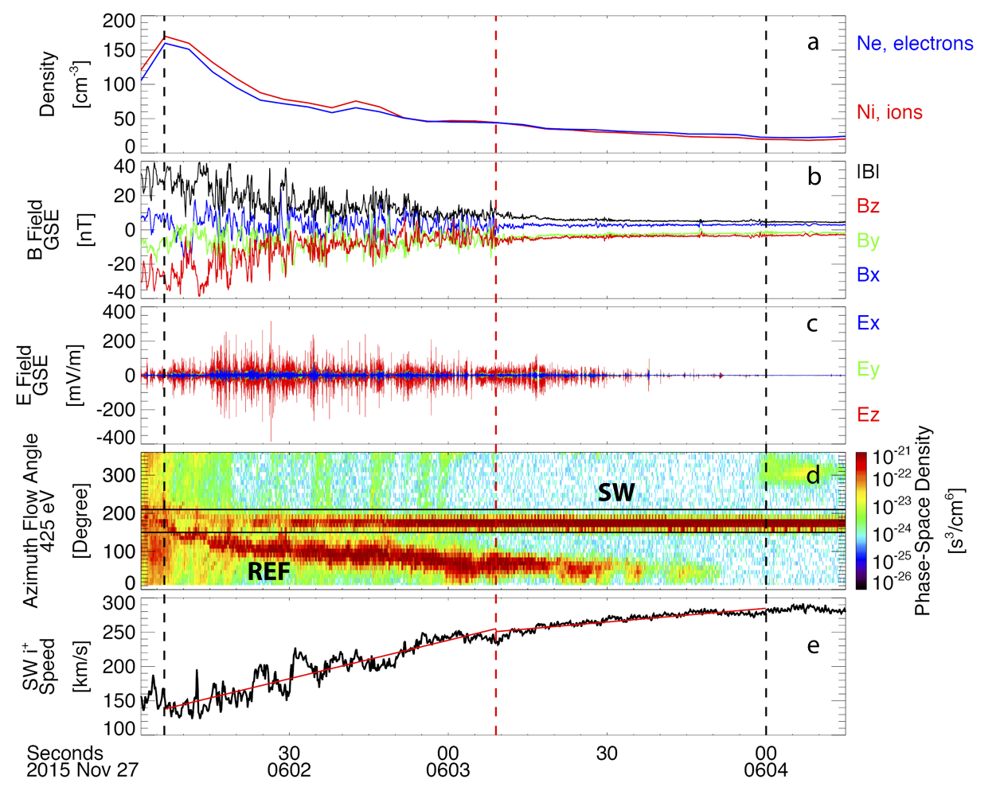 200
150
100
50
0
Density
[cm-3]
a
Ne, electrons
Ni, ions
40
20
0
-20
-40
B Field
GSE
[nT]
b
|B|
Bz
By
Bx
400
200
0
-200
-400
E Field
GSE
[mV/m]
c
Ex
Ey
Ez
300
200
100
0
Azimuth Flow Angle
425 eV
[Degree]
d
SW
REF
10-21
10-22
10-23
10-24
10-25
10-26
Phase-Space Density
[s3/cm6]
300
250
200
150
100
SW i+
Speed
[km/s]
e
Seconds
2015 Nov 27
30
0602
00
0603
30
00
0604